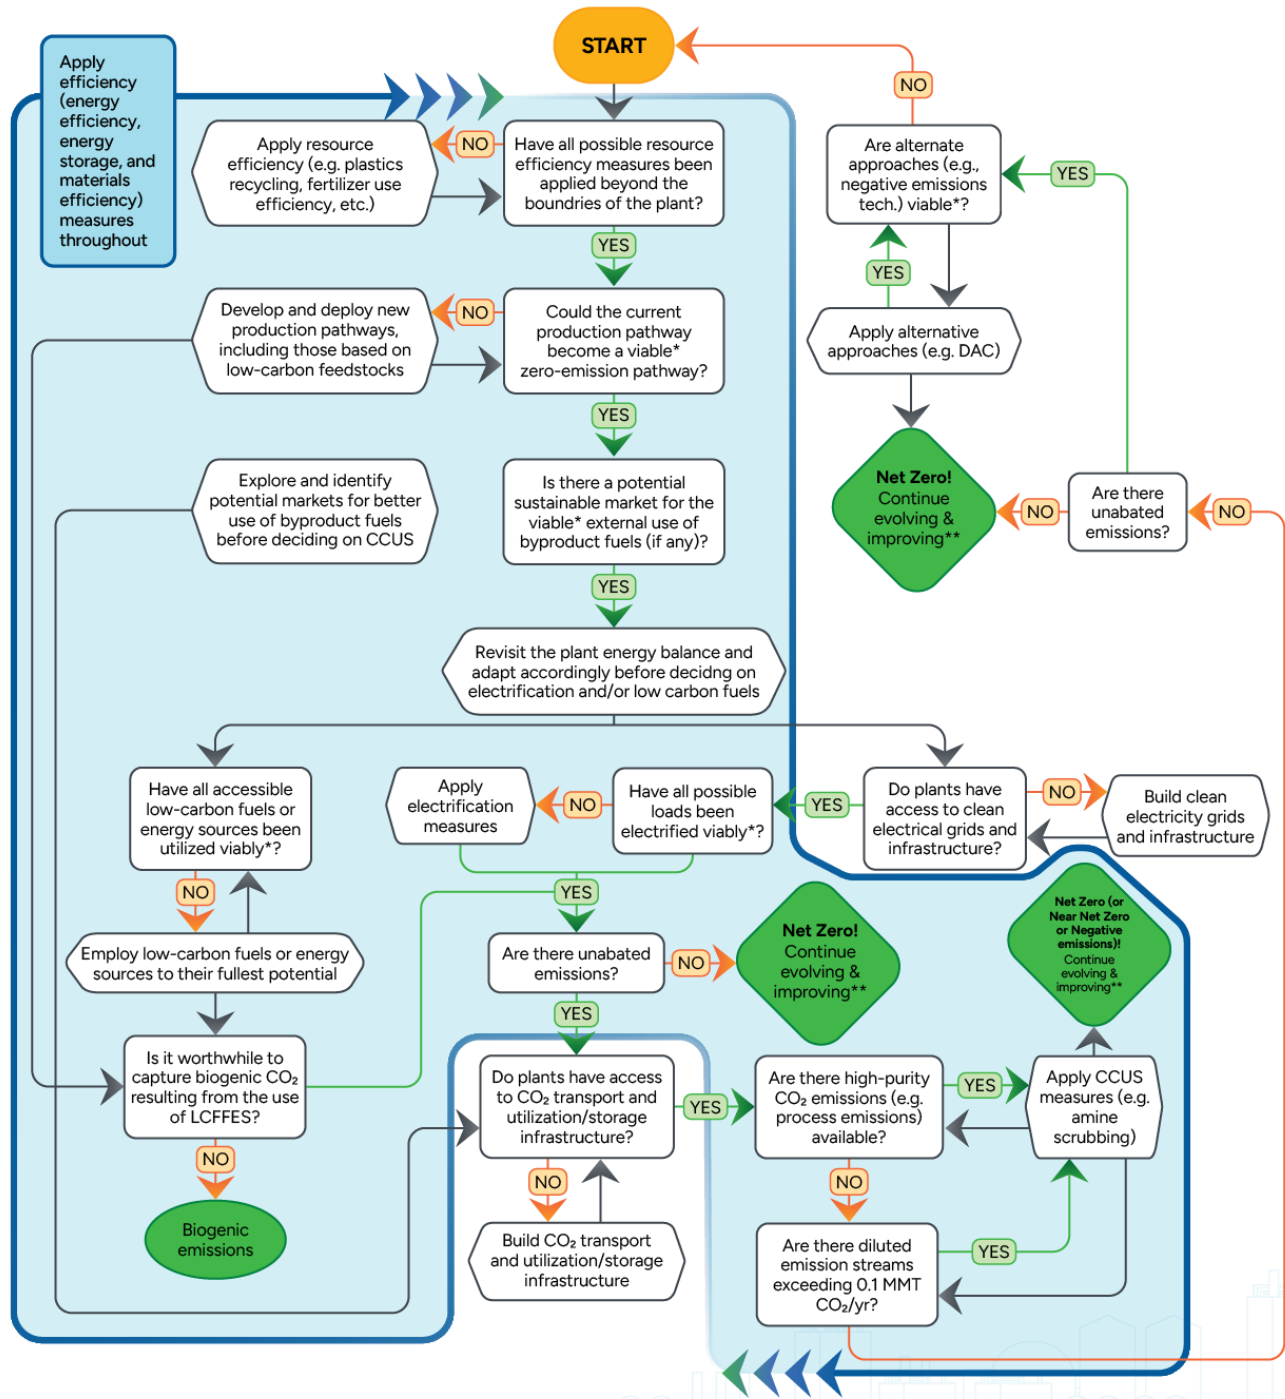 START
NO
Apply
efficiency
(energy
efficiency,
energy
storage, and
materials
efficiency)
measures
throughout
Apply resource
efficiency (e.g. plastics
recycling, fertilizer use
efficiency, etc.)
NO
Have all possible resource
efficiency measures been
applied beyond the
boundries of the plant?
Are alternate
approaches (e.g.,
negative emissions
tech.) viable*?
YES
YES
YES
Develop and deploy new
production pathways,
including those based on
low-carbon feedstocks
NO
Could the current
production pathway
become a viable*
zero-emission pathway?
Apply alternative
approaches (e.g. DAC)
YES
Explore and identify
potential markets for better
use of byproduct fuels
before deciding on CCUS
Is there a potential
sustainable market for the
viable* external use of
byproduct fuels (if any)?
Net Zero!
Continue
evolving &
improving**
NO
Are there
unabated
emissions?
NO
YES
Revisit the plant energy balance and
adapt accordingly before decidng on
electrification and/or low carbon fuels
Have all accessible
low-carbon fuels or
energy sources been
utilized viably*?
Apply
electrification
measures
NO
Have all possible
loads been
electrified viably*?
YES
Do plants have
access to clean
electrical grids and
infrastructure?
NO
Build clean
electricity grids
and infrastructure
NO
YES
Employ low-carbon fuels or energy
sources to their fullest potential
Are there unabated
emissions?
NO
Net Zero!
Continue
evolving &
improving**
Net Zero (or
Near Net Zero
or Negative
emissions)!
Continue
evolving &
improving**
YES
Is it worthwhile to
capture biogenic CO₂
resulting from the use
of LCFFES?
Do plants have access
to CO₂ transport and
utilization/storage
infrastructure?
YES
Are there high-purity
CO₂ emissions (e.g.
process emissions)
available?
YES
Apply CCUS
measures (e.g.
amine
scrubbing)
NO
NO
NO
Biogenic
emissions
Build CO₂ transport
and utilization/storage
infrastructure
Are there diluted
emission streams
exceeding 0.1 MMT
CO₂/yr?
YES